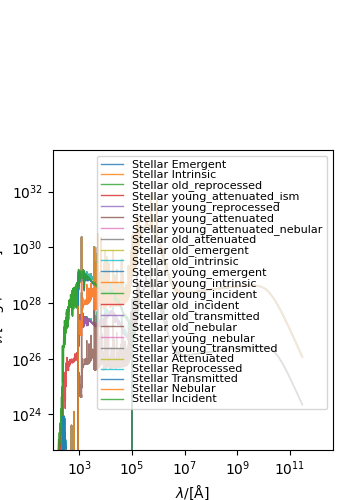 10^32
10^30
10^28
10^26
10^24
Stellar Emergent
Stellar Intrinsic
Stellar old_reprocessed
Stellar young_attenuated_ism
Stellar young_reprocessed
Stellar young_attenuated
Stellar young_attenuated_nebular
Stellar old_attenuated
Stellar old_emergent
Stellar old_intrinsic
Stellar young_emergent
Stellar young_intrinsic
Stellar young_incident
Stellar old_incident
Stellar old_transmitted
Stellar old_nebular
Stellar young_nebular
Stellar young_transmitted
Stellar Attenuated
Stellar Reprocessed
Stellar Transmitted
Stellar Nebular
Stellar Incident
10^3 10^5 10^7 10^9 10^11
λ/[Å]